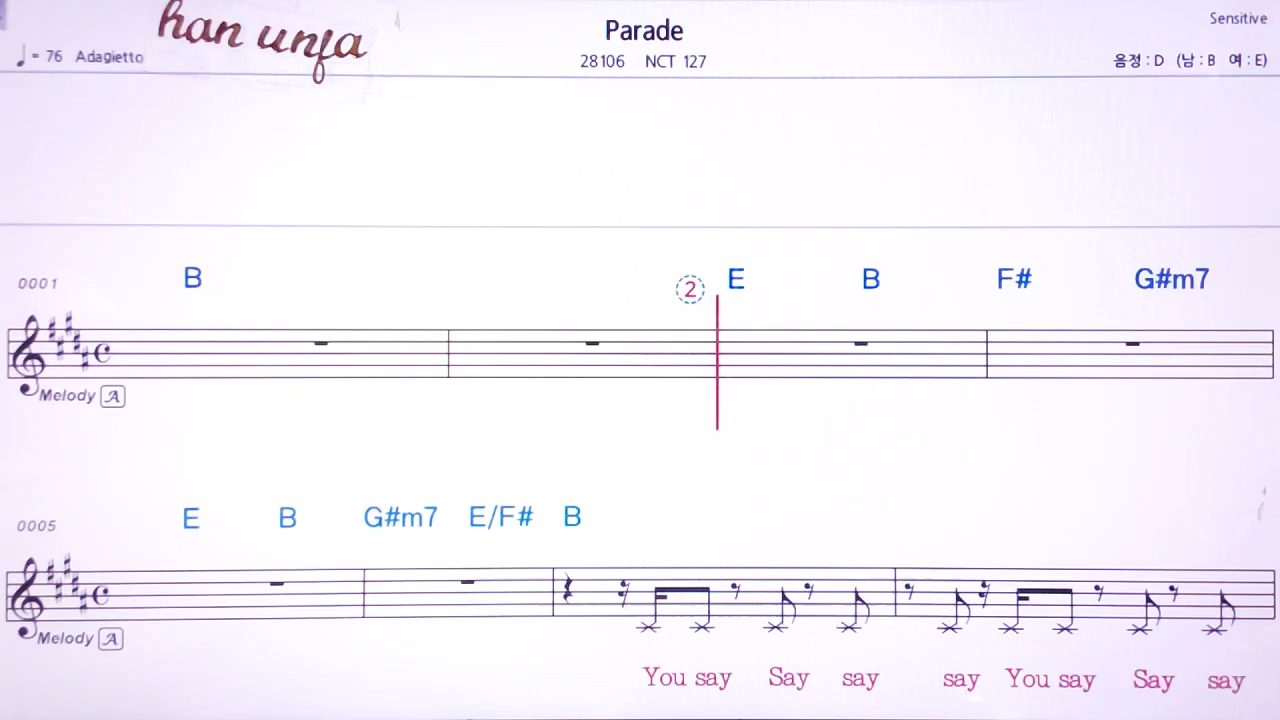 han unfa
Parade
Sensitive
♩= 76 Adagietto
28106 NCT 127
음정 : D (남 : B 여 : E)
0001 B ② E B F# G#m7
Melody A
0005 E B G#m7 E/F# B
Melody A
You say Say say say You say Say say